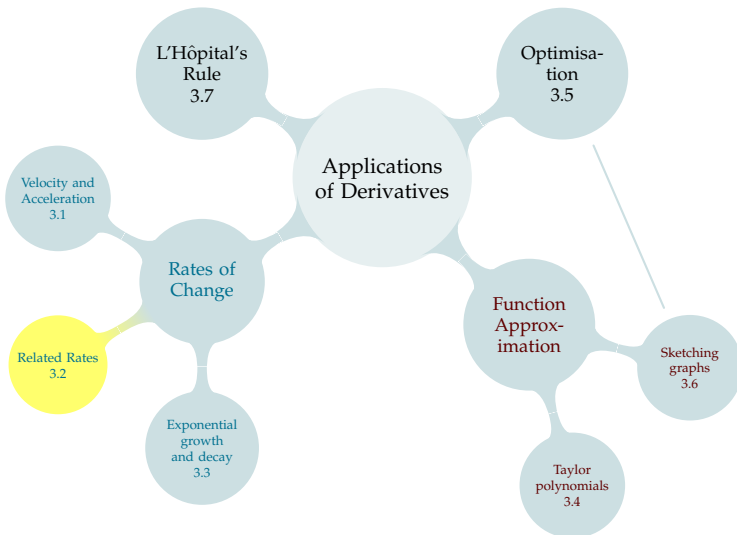 L'Hôpital's
Rule
3.7
Optimisa-
tion
3.5
Applications
of Derivatives
Velocity and
Acceleration
3.1
Rates of
Change
Related Rates
3.2
Exponential
growth
and decay
3.3
Function
Approx-
imation
Sketching
graphs
3.6
Taylor
polynomials
3.4